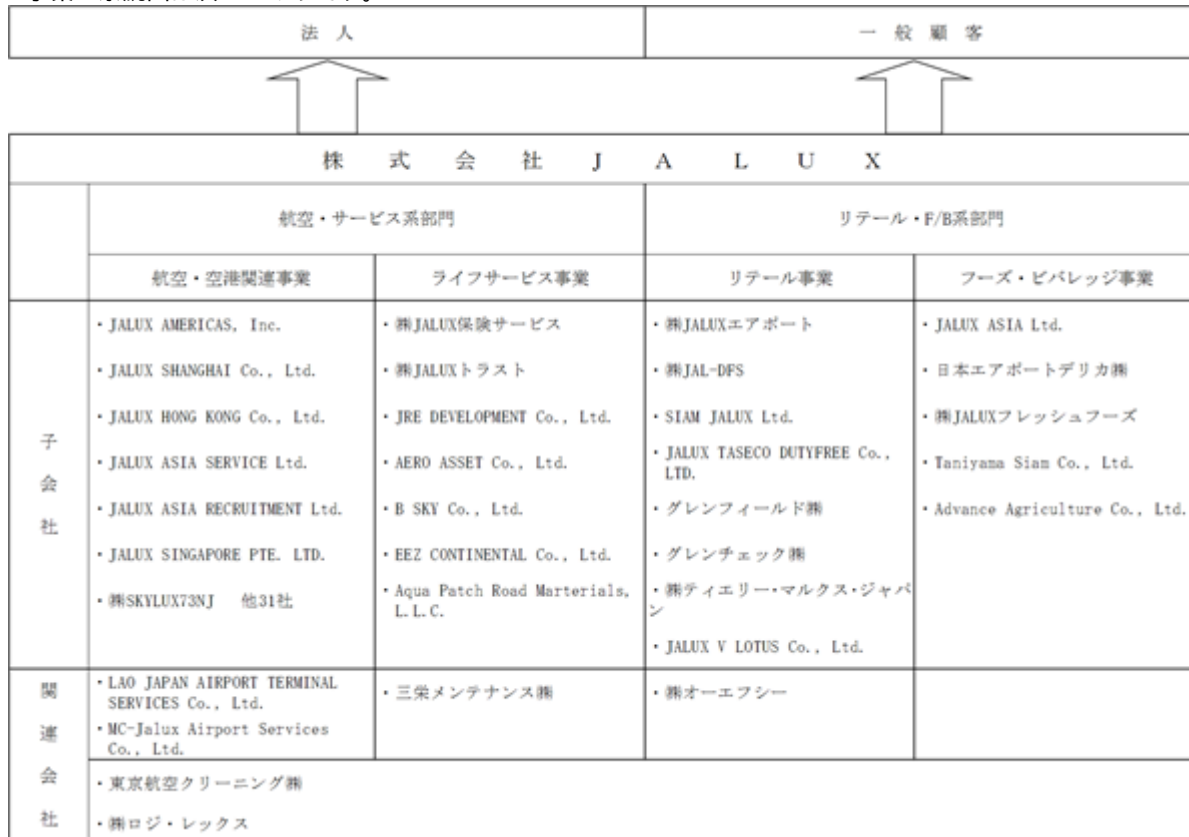 法 人
一 般 顧 客
株 式 会 社 J A L U X
航空・サービス系部門
リテール・F/B系部門
航空・空港関連事業
ライフサービス事業
リテール事業
フーズ・ビバレッジ事業
子会社
・JALUX AMERICAS, Inc.
・JALUX SHANGHAI Co., Ltd.
・JALUX HONG KONG Co., Ltd.
・JALUX ASIA SERVICE Ltd.
・JALUX ASIA RECRUITMENT Ltd.
・JALUX SINGAPORE PTE. LTD.
・㈱SKYLUX73NJ 他31社
・㈱JALUX保険サービス
・㈱JALUXトラスト
・JRE DEVELOPMENT Co., Ltd.
・AERO ASSET Co., Ltd.
・B SKY Co., Ltd.
・EEZ CONTINENTAL Co., Ltd.
・Aqua Patch Road Marterials,
L.L.C.
・㈱JALUXエアポート
・㈱JAL-DFS
・SIAM JALUX Ltd.
・JALUX TASECO DUTYFREE Co.,
LTD.
・グレンフィールド㈱
・グレンチェック㈱
・㈱ティエリー・マルクス・ジャパ
ン
・JALUX V LOTUS Co., Ltd.
・JALUX ASIA Ltd.
・日本エアポートデリカ㈱
・㈱JALUXフレッシュフーズ
・Taniyama Siam Co., Ltd.
・Advance Agriculture Co., Ltd.
関連会社
・LAO JAPAN AIRPORT TERMINAL
SERVICES Co., Ltd.
・MC-Jalux Airport Services
Co., Ltd.
・三栄メンテナンス㈱
・㈱オーエフシー
・東京航空クリーニング㈱
・㈱ロジ・レックス